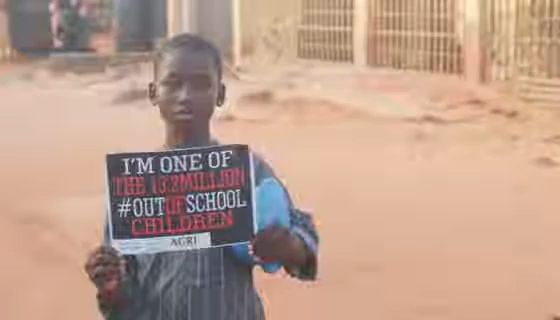 I'M ONE OF
THE 13.2MILLION
#OUTOFSCHOOL
CHILDREN
AGRI